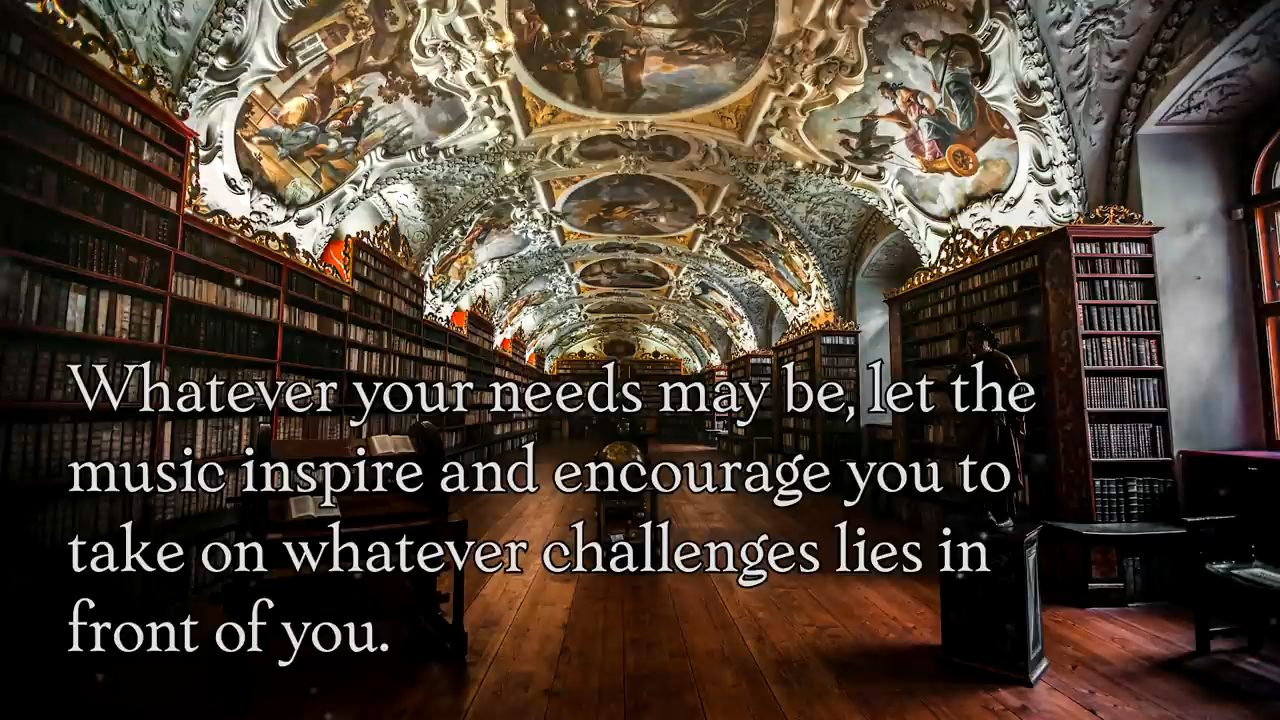 Whatever your needs may be, let the
music inspire and encourage you to
take on whatever challenges lies in
front of you.